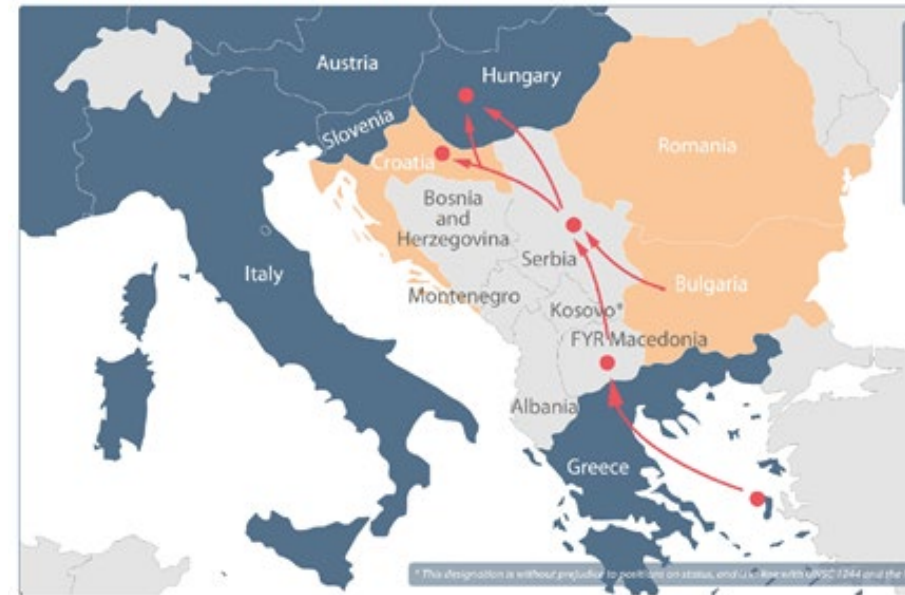 Austria
Hungary
Slovenia
Croatia
Romania
Bosnia
and
Herzegovina
Serbia
Italy
Bulgaria
Montenegro
Kosovo*
FYR Macedonia
Albania
Greece
* This designation is without prejudice to positions on status, and is in line with UNSC 1244 and the